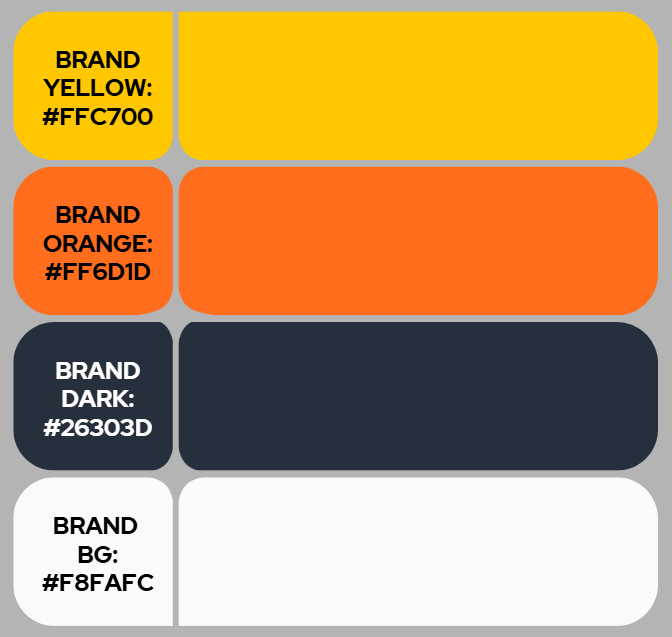 BRAND
YELLOW:
#FFC700
BRAND
ORANGE:
#FF6D1D
BRAND
DARK:
#26303D
BRAND
BG:
#F8FAFC